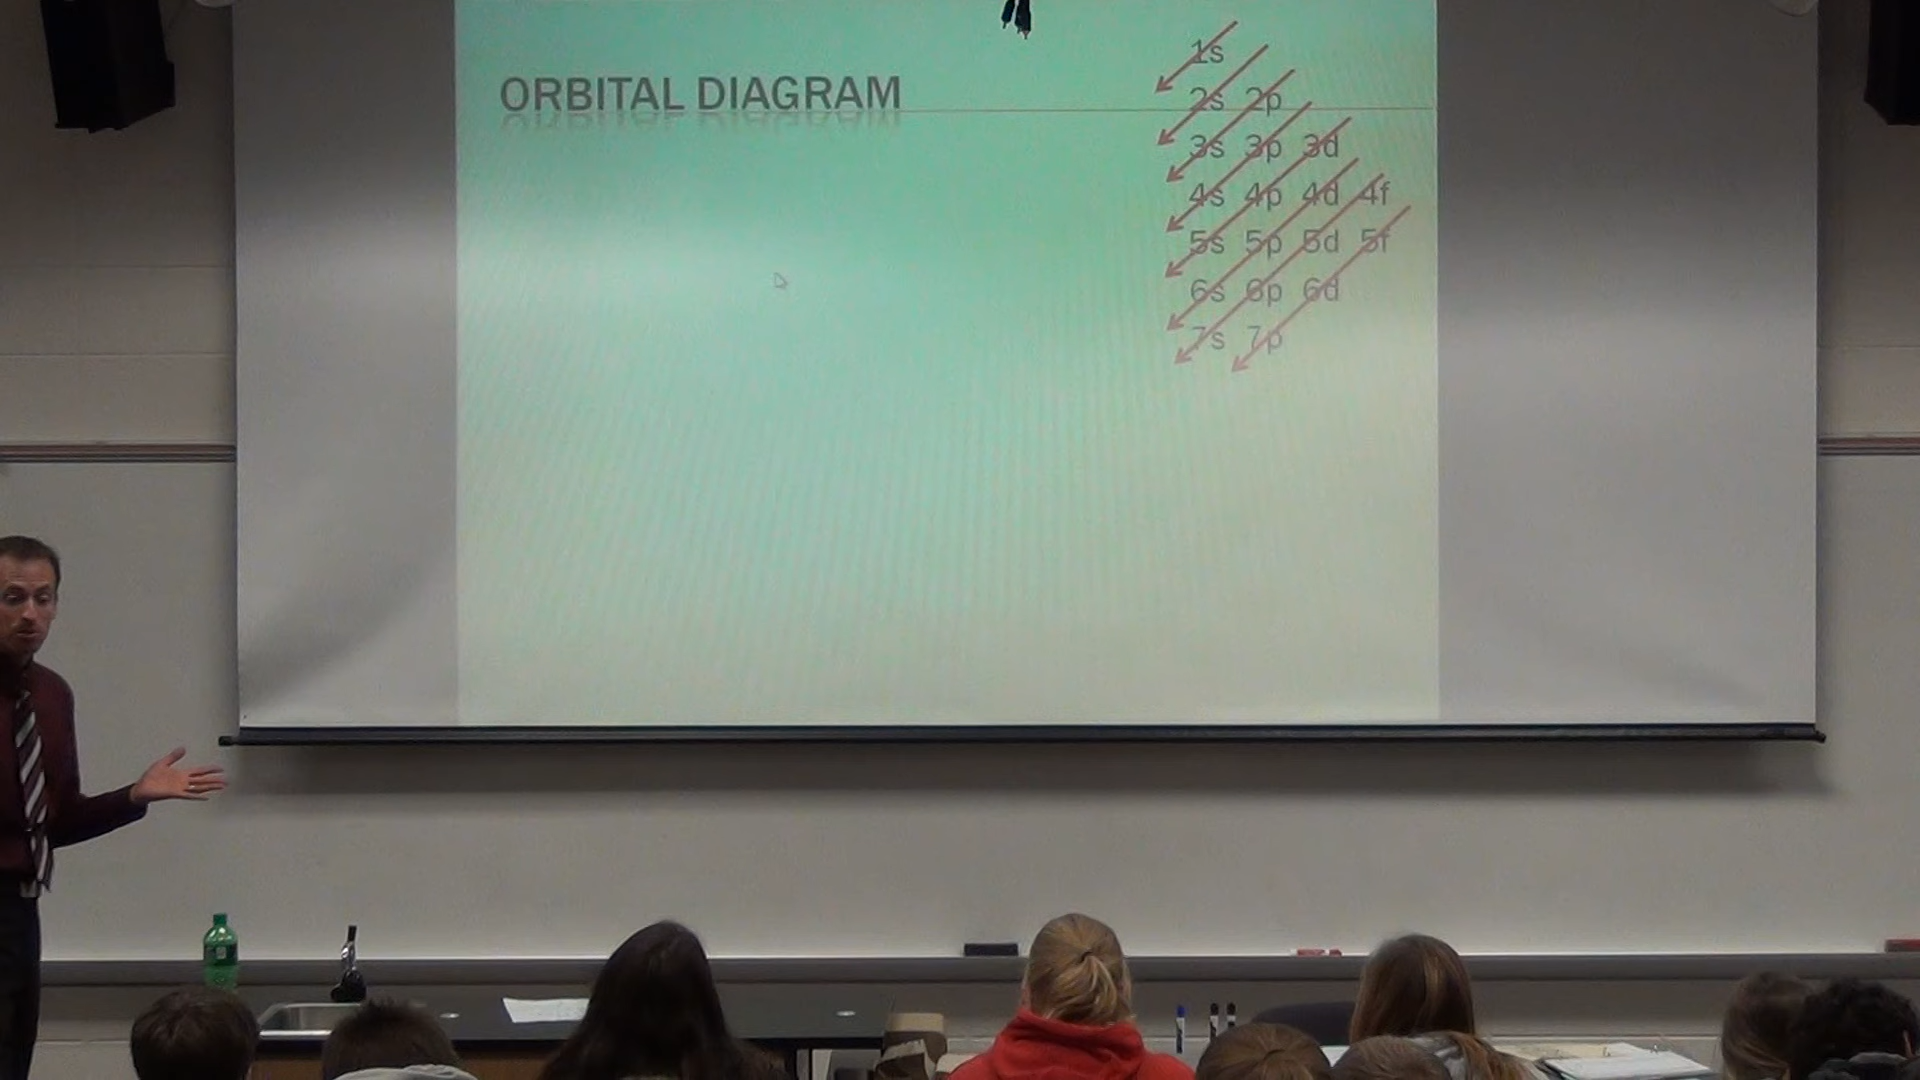 ORBITAL DIAGRAM
1s
2s 2p
3s 3p 3d
4s 4p 4d 4f
5s 5p 5d 5f
6s 6p 6d
7s 7p